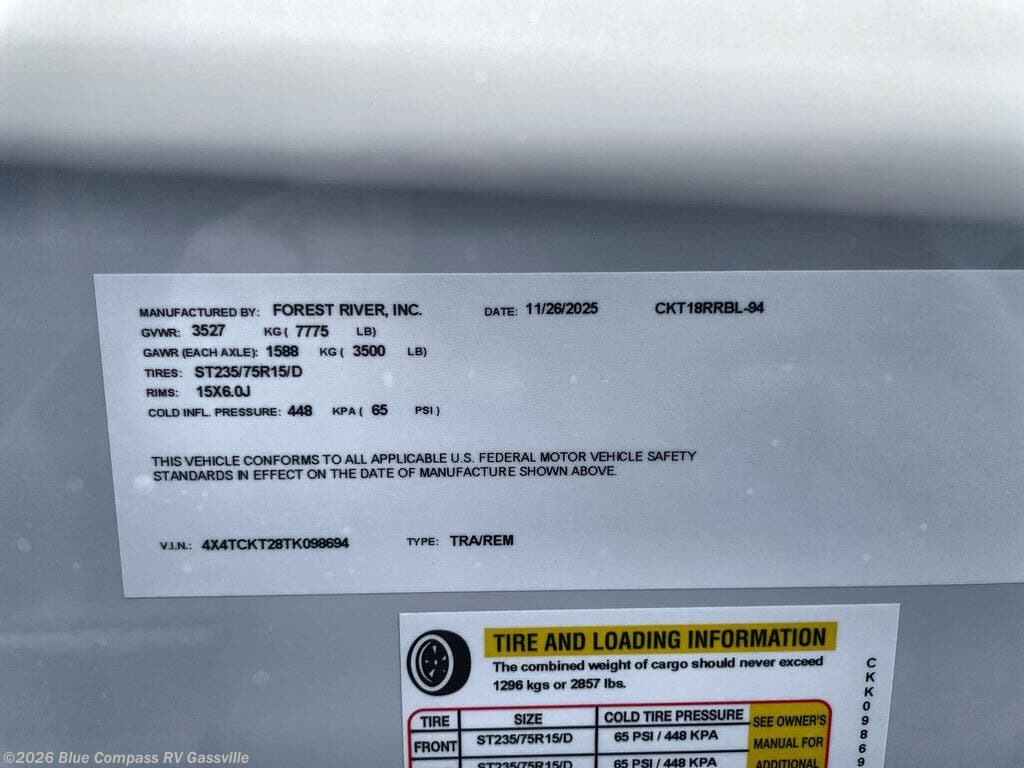 MANUFACTURED BY: FOREST RIVER, INC. DATE: 11/26/2025 CKT18RRBL-94
GVWR: 3527 KG ( 7775 LB)
GAWR (EACH AXLE): 1588 KG ( 3500 LB)
TIRES: ST235/75R15/D
RIMS: 15X6.0J
COLD INFL. PRESSURE: 448 KPA ( 65 PSI )
THIS VEHICLE CONFORMS TO ALL APPLICABLE U.S. FEDERAL MOTOR VEHICLE SAFETY
STANDARDS IN EFFECT ON THE DATE OF MANUFACTURE SHOWN ABOVE.
V.I.N.: 4X4TCKT28TK098694 TYPE: TRA/REM
TIRE AND LOADING INFORMATION
The combined weight of cargo should never exceed
1296 kgs or 2857 lbs.
TIRE SIZE COLD TIRE PRESSURE SEE OWNER'S
FRONT ST235/75R15/D 65 PSI / 448 KPA MANUAL FOR
ST235/75R15/D 65 PSI / 448 KPA ADDITIONAL
CKK09869
©2026 Blue Compass RV Gassville